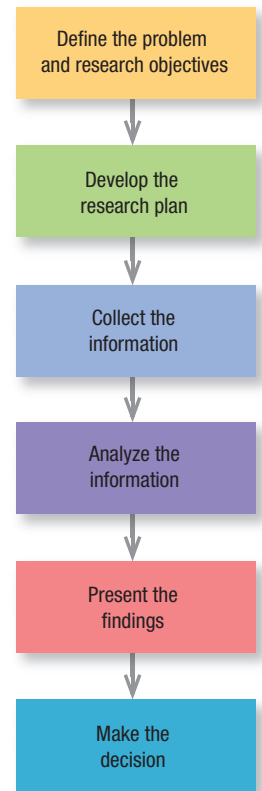 Define the problem
and research objectives
Develop the
research plan
Collect the
information
Analyze the
information
Present the
findings
Make the
decision